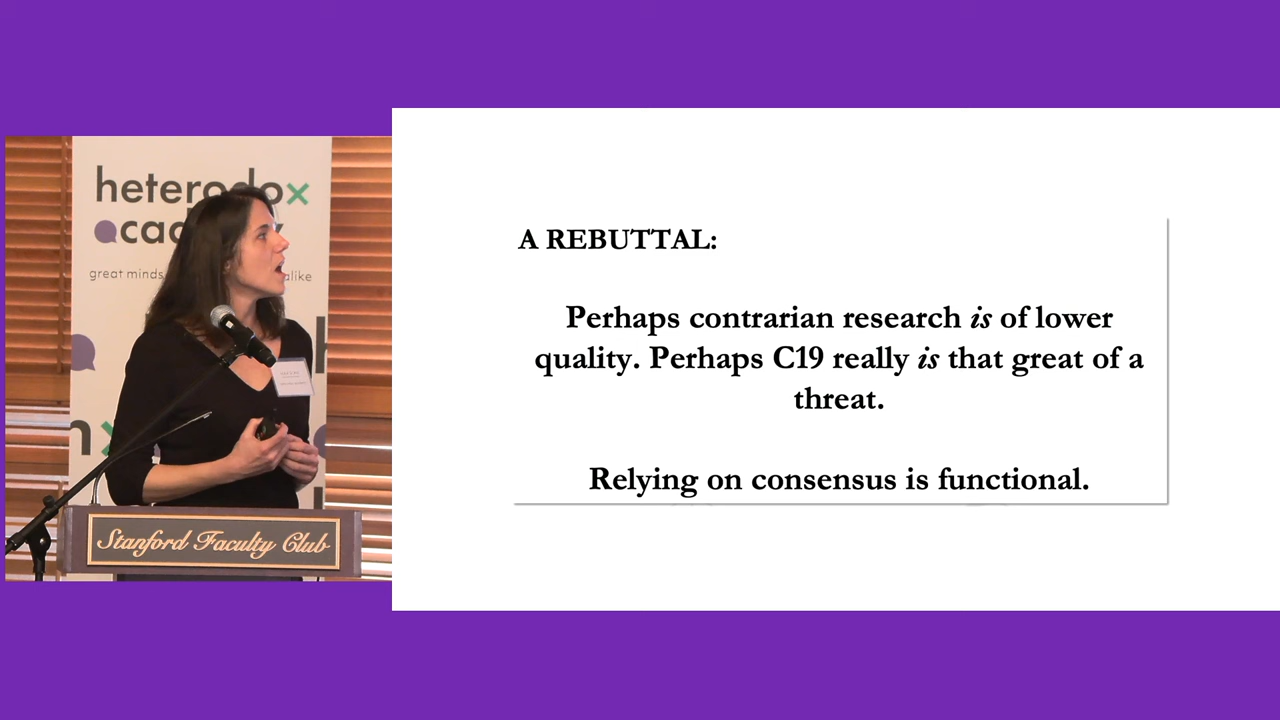 heterodox
academy
great minds
alike
Stanford Faculty Club
A REBUTTAL:
Perhaps contrarian research is of lower
quality. Perhaps C19 really is that great of a
threat.
Relying on consensus is functional.